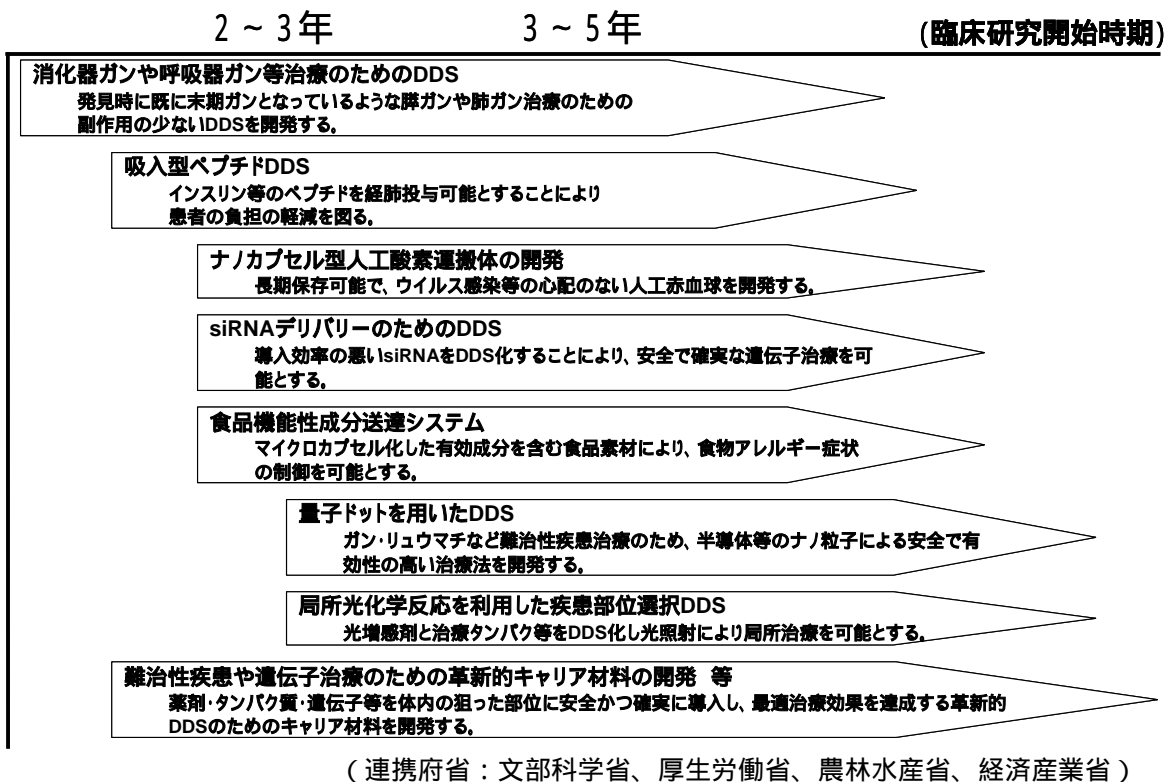 2～3年 3～5年 (臨床研究開始時期)
消化器ガンや呼吸器ガン等治療のためのDDS
発見時に既に末期ガンとなっているような膵ガンや肺ガン治療のための
副作用の少ないDDSを開発する。
吸入型ペプチドDDS
インスリン等のペプチドを経肺投与可能とすることにより
患者の負担の軽減を図る。
ナノカプセル型人工酸素運搬体の開発
長期保存可能で、ウイルス感染等の心配のない人工赤血球を開発する。
siRNAデリバリーのためのDDS
導入効率の悪いsiRNAをDDS化することにより、安全で確実な遺伝子治療を可
能とする。
食品機能性成分送達システム
マイクロカプセル化した有効成分を含む食品素材により、食物アレルギー症状
の制御を可能とする。
量子ドットを用いたDDS
ガン・リュウマチなど難治性疾患治療のため、半導体等のナノ粒子による安全で有
効性の高い治療法を開発する。
局所光化学反応を利用した疾患部位選択DDS
光増感剤と治療タンパク等をDDS化し光照射により局所治療を可能とする。
難治性疾患や遺伝子治療のための革新的キャリア材料の開発 等
薬剤・タンパク質・遺伝子等を体内の狙った部位に安全かつ確実に導入し、最適治療効果を達成する革新的
DDSのためのキャリア材料を開発する。
（連携府省：文部科学省、厚生労働省、農林水産省、経済産業省）